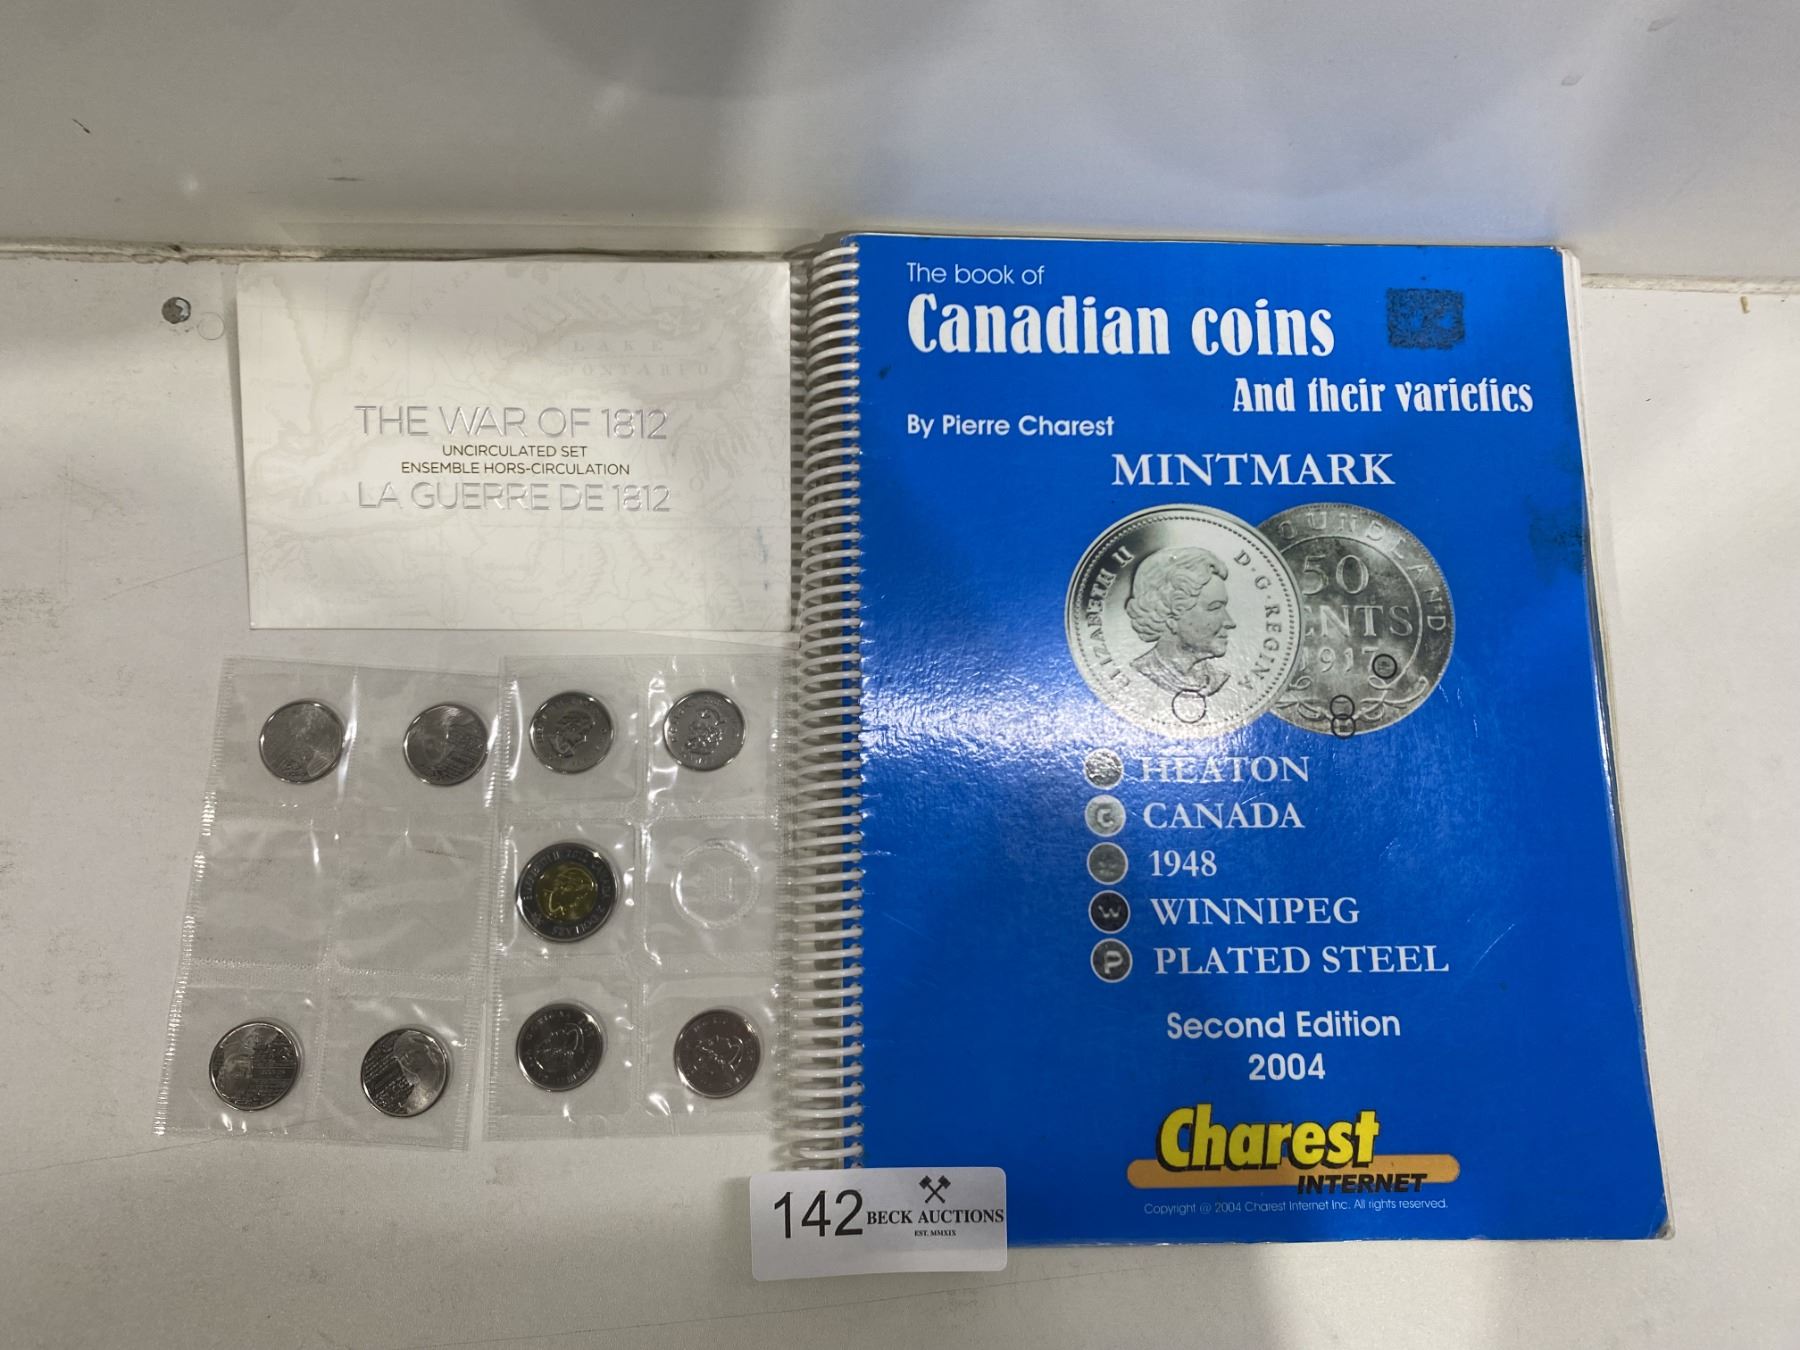 THE WAR OF 1812
UNCIRCULATED SET
ENSEMBLE HORS-CIRCULATION
LA GUERRE DE 1812
LAKE
ONTARIO
The book of
Canadian coins
And their varieties
By Pierre Charest
MINTMARK
ELIZABETH II D·G·REGINA
50
1917
HEATON
C CANADA
1948
W WINNIPEG
P PLATED STEEL
Second Edition
2004
Charest
INTERNET
Copyright @ 2004 Charest Internet Inc. All rights reserved.
142
BECK AUCTIONS
EST. MMXIX